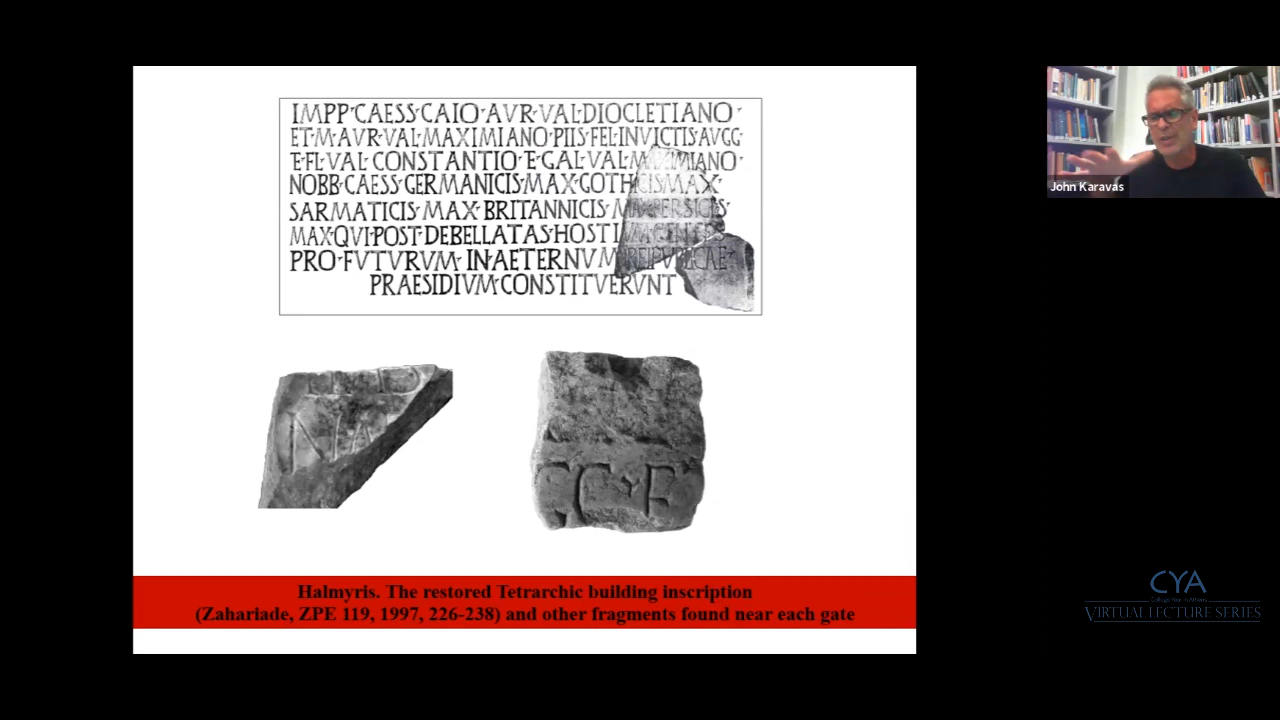 IMPP·CAESS·CAIO·AVR·VAL·DIOCLETIANO·
ET·M·AVR·VAL·MAXIMIANO·PIIS·FEL·INVICTIS·AVGG·
E·FL·VAL·CONSTANTIO·E·GAL·VAL·MAXIMIANO·
NOBB·CAESS·GERMANICIS·MAX·GOTHICIS·MAX·
SARMATICIS·MAX·BRITANNICIS·MAX·PERSICIS·
MAX·QVI·POST·DEBELLATAS·HOSTIVM·GENTES
PRO·FVTVRVM·IN·AETERNVM·REIPVBLICAE·
PRAESIDIVM·CONSTITVERVNT
NA
C·F
Halmyris. The restored Tetrarchic building inscription
(Zahariade, ZPE 119, 1997, 226-238) and other fragments found near each gate
John Karavas
CYA
VIRTUAL LECTURE SERIES